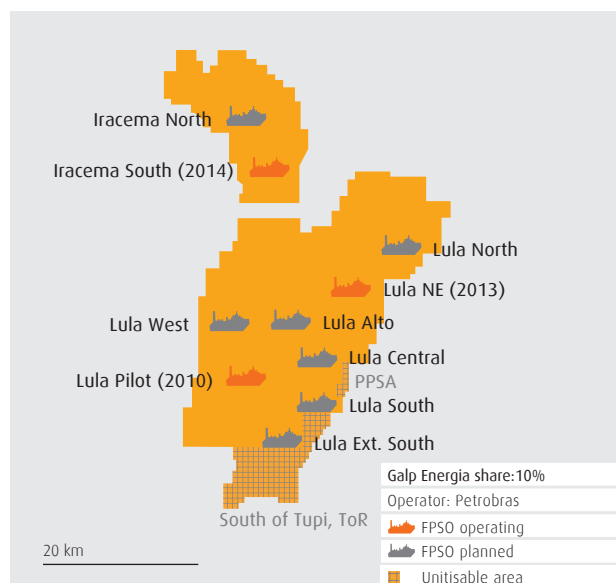 Iracema North
Iracema South (2014)
Lula North
Lula NE (2013)
Lula West
Lula Alto
Lula Central
Lula Pilot (2010)
PPSA
Lula South
Lula Ext. South
Galp Energia share:10%
Operator: Petrobras
South of Tupi, ToR
FPSO operating
20 km
FPSO planned
Unitisable area